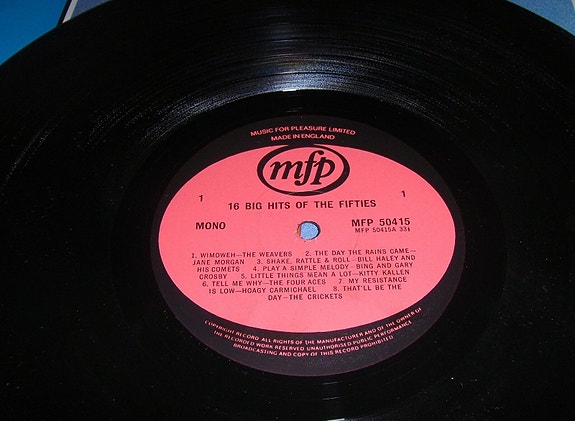 MUSIC FOR PLEASURE LIMITED
MADE IN ENGLAND
mfp
1 1
16 BIG HITS OF THE FIFTIES
MONO MFP 50415
MFP 50415A 33⅓
1. WIMOWEH—THE WEAVERS 2. THE DAY THE RAINS CAME—
JANE MORGAN 3. SHAKE, RATTLE & ROLL—BILL HALEY AND
HIS COMETS 4. PLAY A SIMPLE MELODY—BING AND GARY
CROSBY 5. LITTLE THINGS MEAN A LOT—KITTY KALLEN
6. TELL ME WHY—THE FOUR ACES 7. MY RESISTANCE
IS LOW—HOAGY CARMICHAEL 8. THAT'LL BE THE
DAY—THE CRICKETS
COPYRIGHT RECORD. ALL RIGHTS OF THE MANUFACTURER AND OF THE OWNER OF
THE RECORDED WORK RESERVED UNAUTHORISED PUBLIC PERFORMANCE
BROADCASTING AND COPY OF THIS RECORD PROHIBITED